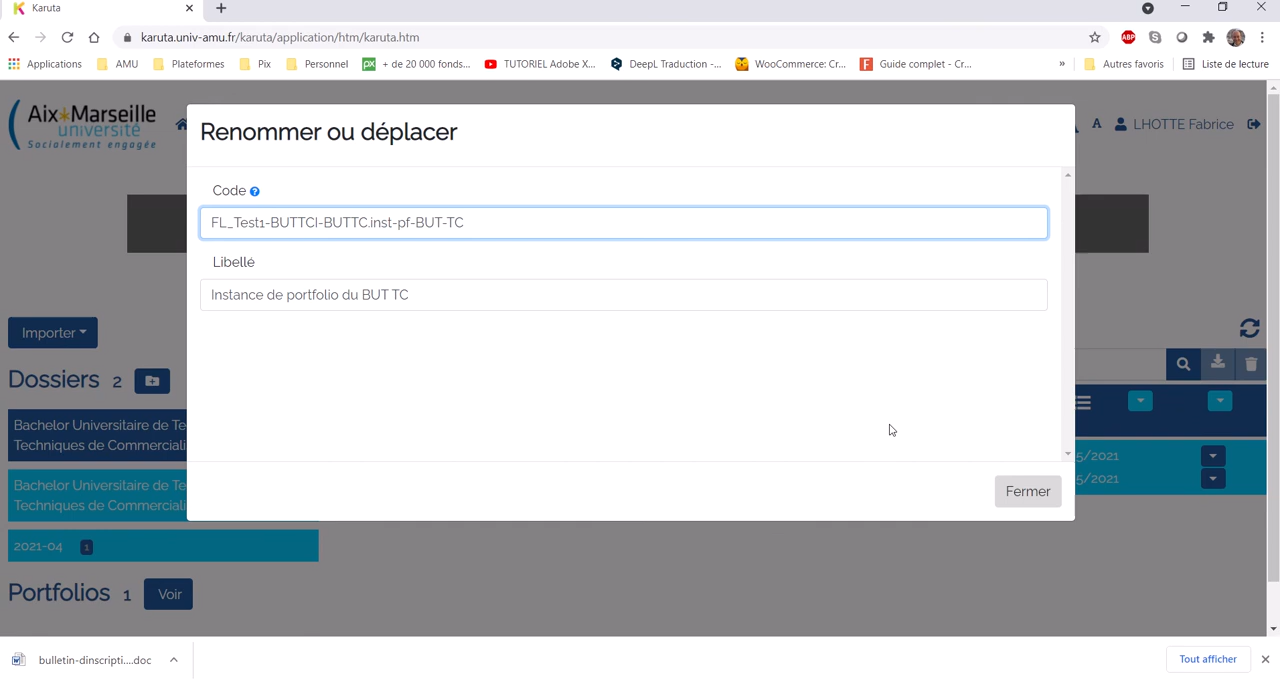 Karuta
karuta.univ-amu.fr/karuta/application/htm/karuta.htm
ABP
Applications
AMU
Plateformes
Pix
Personnel
px + de 20 000 fonds...
TUTORIEL Adobe X...
DeepL Traduction -...
WooCommerce: Cr...
F Guide complet - Cr...
»
Autres favoris
Liste de lecture
Aix*Marseille
université
Socialement engagée
A
LHOTTE Fabrice
Renommer ou déplacer
Code ?
FL_Test1-BUTTCI-BUTTC.inst-pf-BUT-TC
Libellé
Instance de portfolio du BUT TC
Fermer
Importer
Dossiers 2
Bachelor Universitaire de Te
Techniques de Commerciali
Bachelor Universitaire de Te
Techniques de Commerciali
2021-04 1
5/2021
5/2021
Portfolios 1 Voir
bulletin-dinscripti....doc
Tout afficher